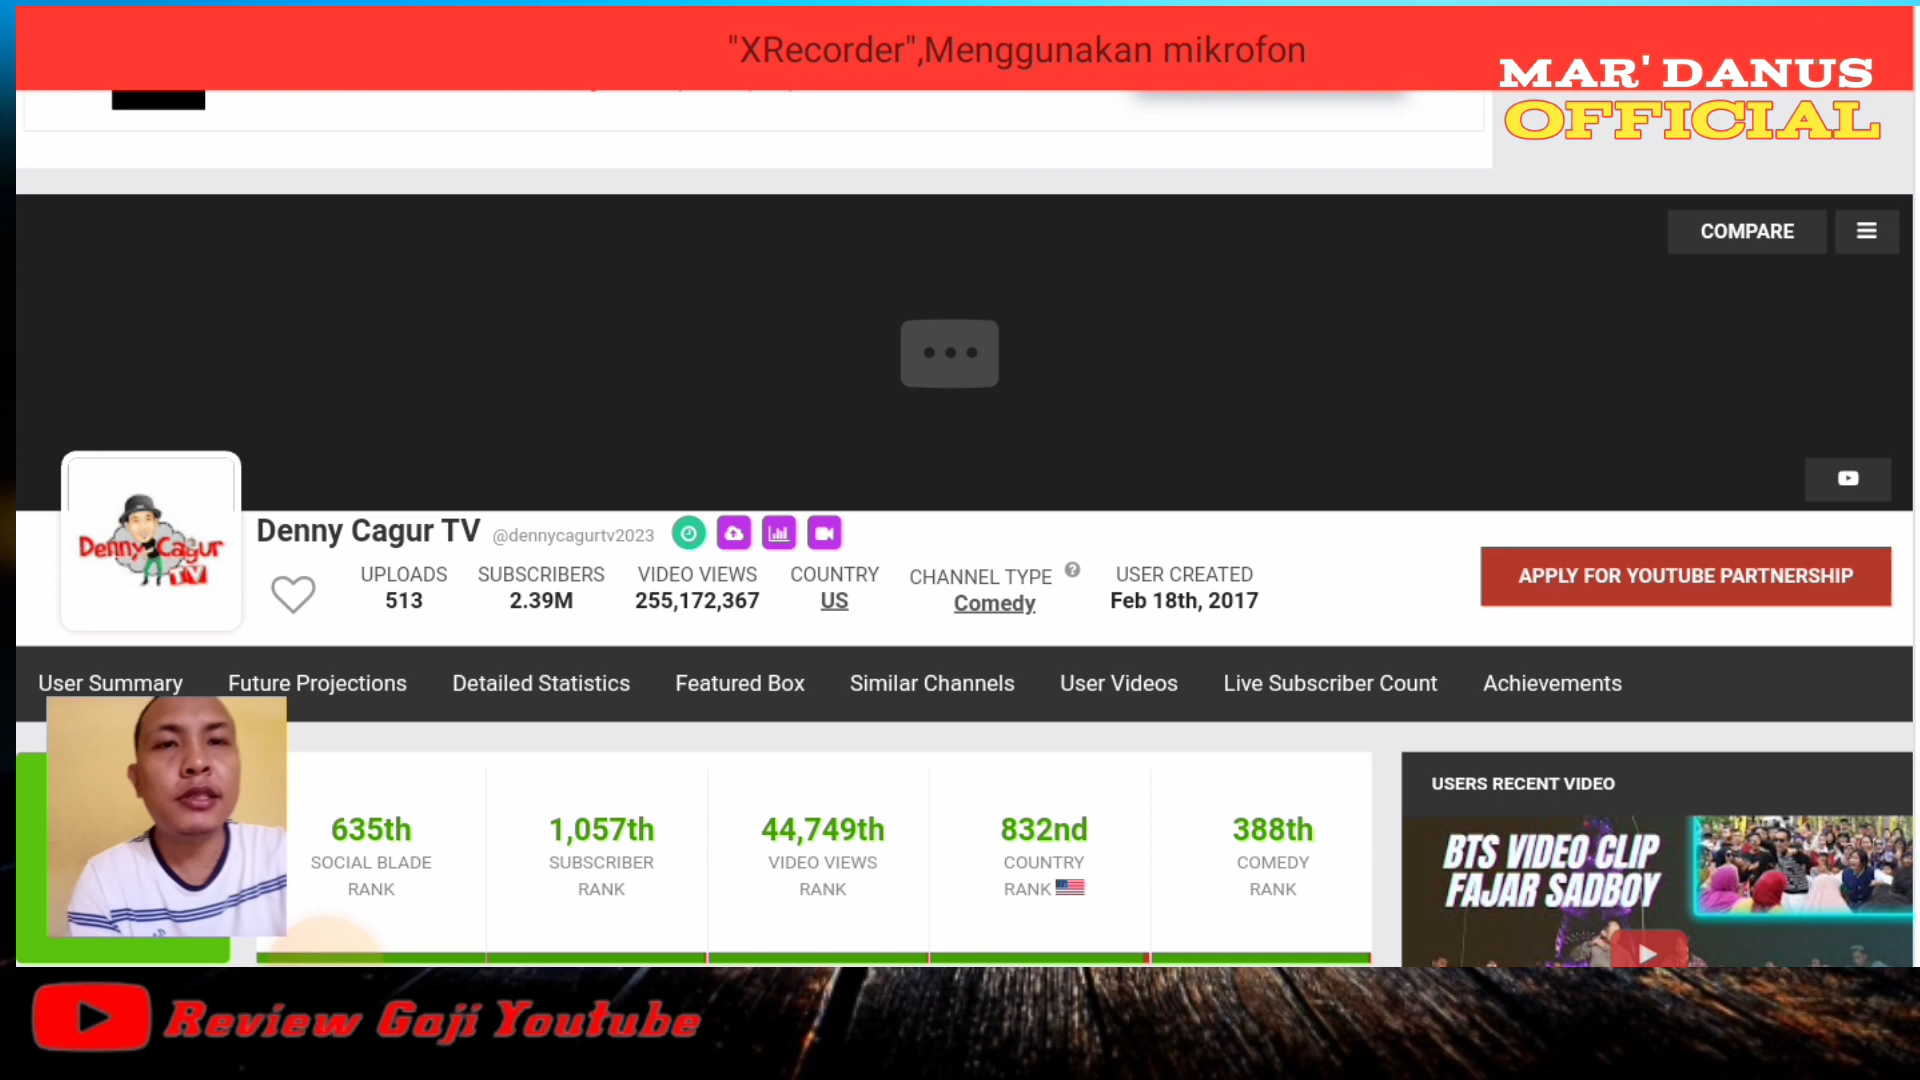 "XRecorder",Menggunakan mikrofon
MAR' DANUS
OFFICIAL
COMPARE
Denny Cagur TV
Denny Cagur TV @dennycagurtv2023
UPLOADS SUBSCRIBERS VIDEO VIEWS COUNTRY CHANNEL TYPE USER CREATED
513 2.39M 255,172,367 US Comedy Feb 18th, 2017
APPLY FOR YOUTUBE PARTNERSHIP
User Summary Future Projections Detailed Statistics Featured Box Similar Channels User Videos Live Subscriber Count Achievements
635th 1,057th 44,749th 832nd 388th
SOCIAL BLADE SUBSCRIBER VIDEO VIEWS COUNTRY COMEDY
RANK RANK RANK RANK RANK
USERS RECENT VIDEO
BTS VIDEO CLIP
FAJAR SADBOY
Review Gaji Youtube